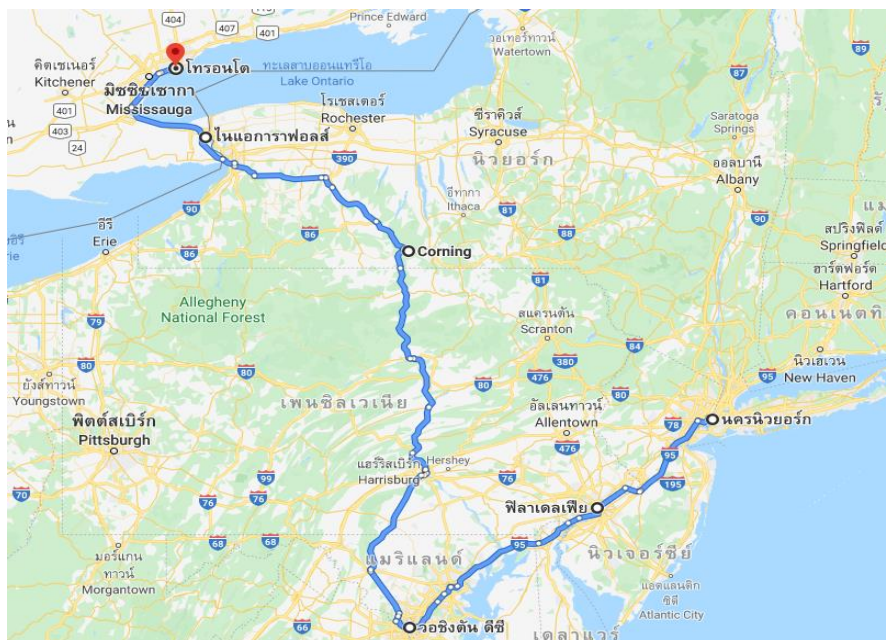 404
407
Prince Edward
วอเทอร์ทาวน์
Watertown
คิตเชเนอร์
Kitchener
โทรอนโต
ทะเลสาบออนแทรีโอ
Lake Ontario
89
87
401
มิซซิซเซากา
Mississauga
โรเชสเตอร์
Rochester
ซีราคิวส์
Syracuse
Saratoga
Springs
403
24
ไนแอการาฟอลส์
390
นิวยอร์ก
ออลบานี
Albany
90
อีทากา
Ithaca
90
81
88
90
อีรี
Erie
86
86
สปริงฟิลด์
Springfield
Corning
81
ฮาร์ตฟอร์ด
Hartford
Allegheny
National Forest
79
สแครนตัน
Scranton
คอนเนตทิ
84
380
นิวเฮเวน
New Haven
80
80
476
80
95
ยังส์ทาวน์
Youngstown
80
เพนซิลเวเนีย
อัลเลนทาวน์
Allentown
78
นครนิวยอร์ก
พิตต์สเบิร์ก
Pittsburgh
476
95
แฮร์ริสเบิร์ก
Harrisburg
Hershey
76
195
70
99
76
76
ฟิลาเดลเฟีย
68
68
95
นิวเจอร์ซีย์
มอร์แกน
ทาวน์
Morgantown
แมริแลนด์
แอตแลนติก
ซิตี
Atlantic City
66
วอชิงตัน ดีซี
เดลาแวร์